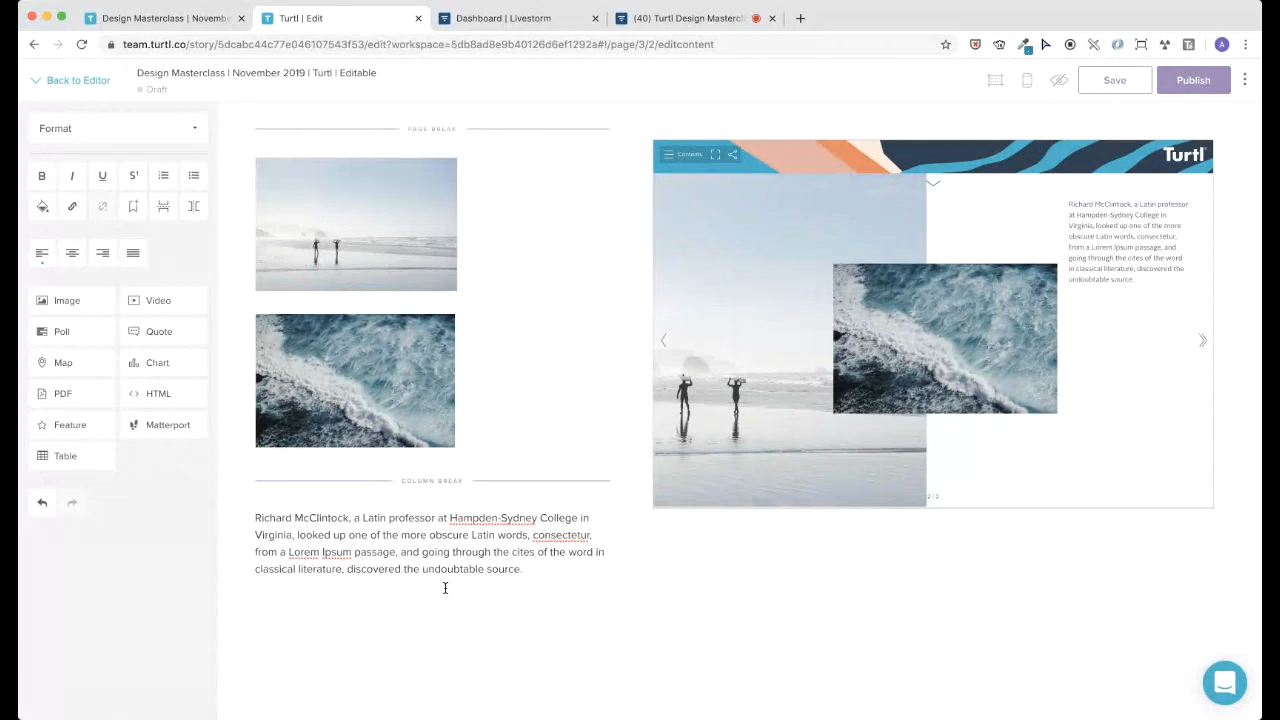 Design Masterclass | Novembe
Turtl | Edit
Dashboard | Livestorm
(40) Turtl Design Mastercla
team.turtl.co/story/5dcabc44c77e046107543f53/edit?workspace=5db8ad8e9b40126d6ef1292a#!/page/3/2/editcontent
A
Back to Editor
Design Masterclass | November 2019 | Turtl | Editable
Draft
Save
Publish
Format
B I U S¹
Image
Video
Poll
Quote
Map
Chart
PDF
HTML
Feature
Matterport
Table
PAGE BREAK
COLUMN BREAK
Richard McClintock, a Latin professor at Hampden-Sydney College in
Virginia, looked up one of the more obscure Latin words, consectetur,
from a Lorem Ipsum passage, and going through the cites of the word in
classical literature, discovered the undoubtable source.
Contents
Turtl
Richard McClintock, a Latin professor
at Hampden-Sydney College in
Virginia, looked up one of the more
obscure Latin words, consectetur,
from a Lorem Ipsum passage, and
going through the cites of the word
in classical literature, discovered the
undoubtable source.
2 / 2